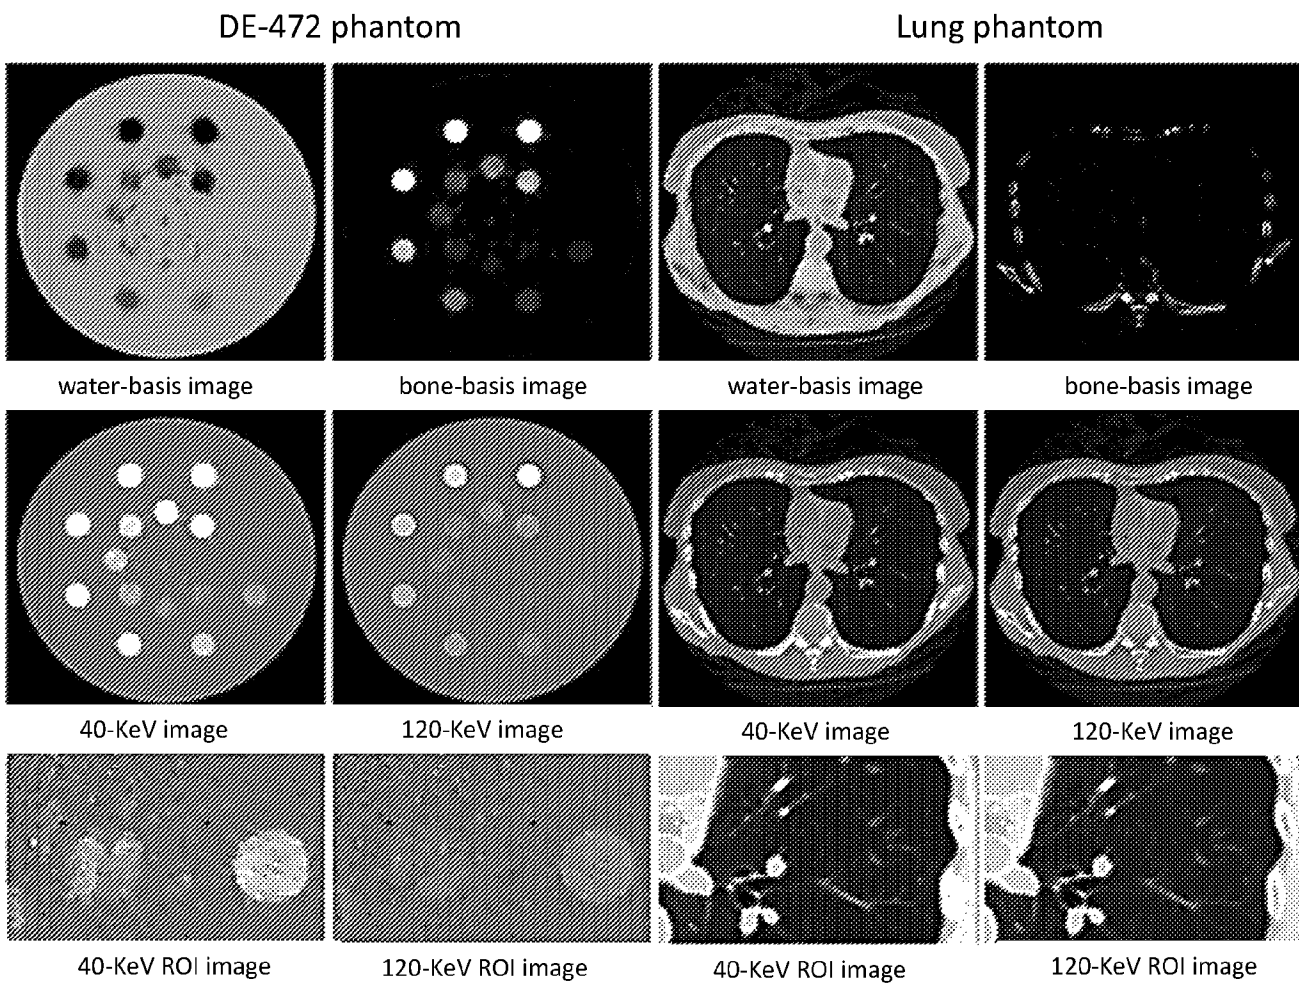 DE-472 phantom
Lung phantom
water-basis image
bone-basis image
water-basis image
bone-basis image
40-KeV image
120-KeV image
40-KeV image
120-KeV image
40-KeV ROI image
120-KeV ROI image
40-KeV ROI image
120-KeV ROI image